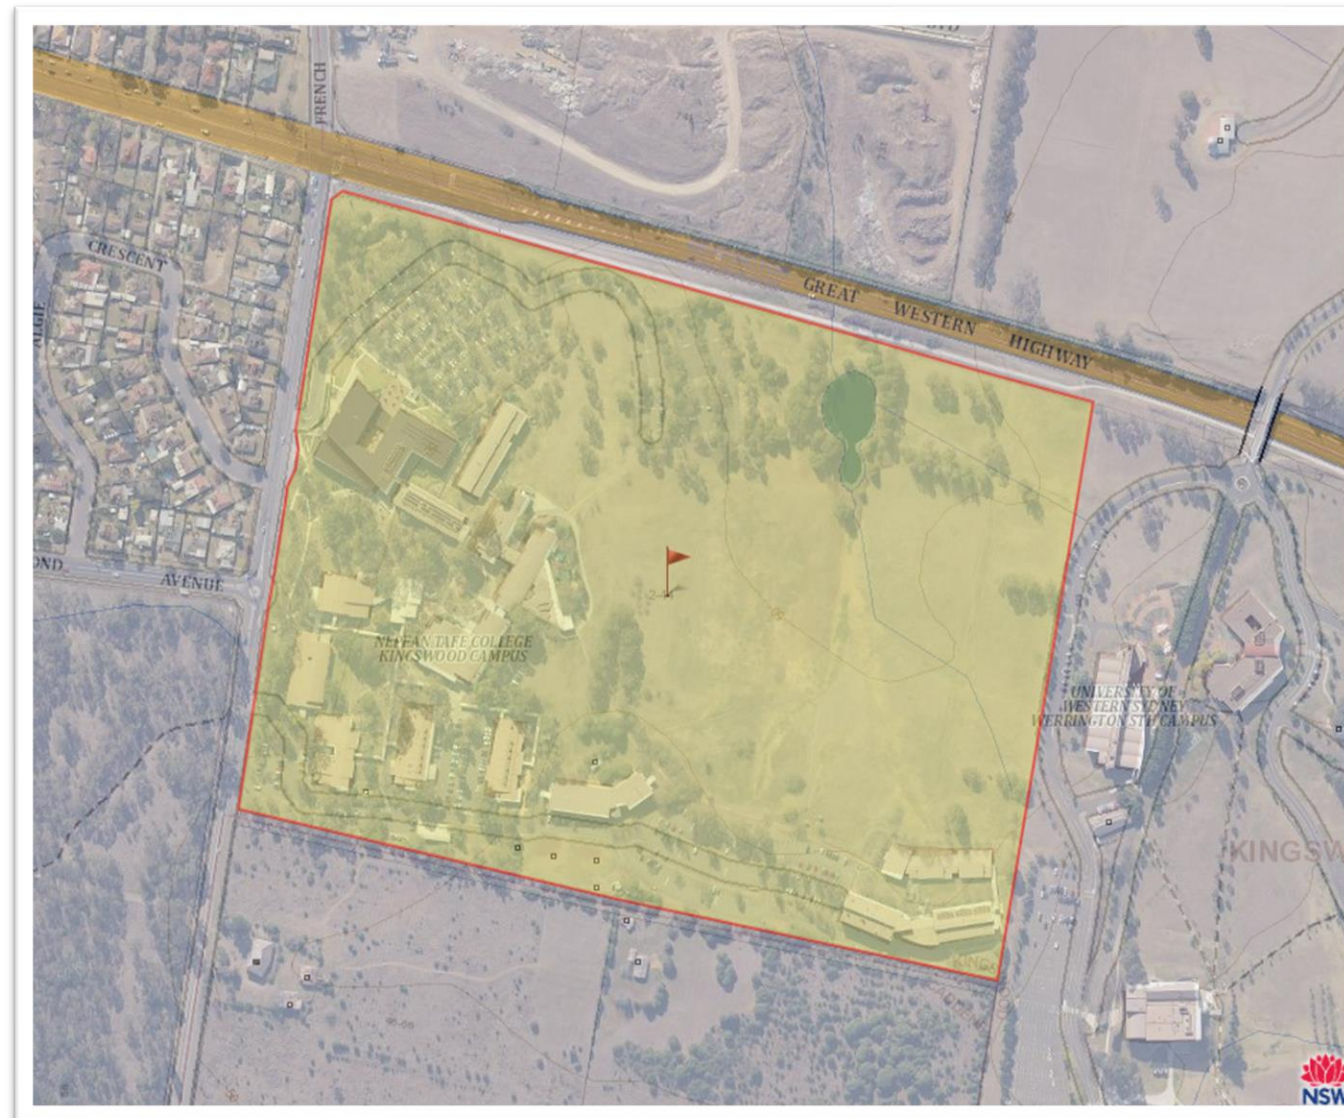 FRENCH
CRESCENT
GREAT WESTERN HIGHWAY
OND
AVENUE
NEPEAN TAFE COLLEGE
KINGSWOOD CAMPUS
UNIVERSITY OF
WESTERN SYDNEY
WERRINGTON STH CAMPUS
KINGSW
KINGS
NSW